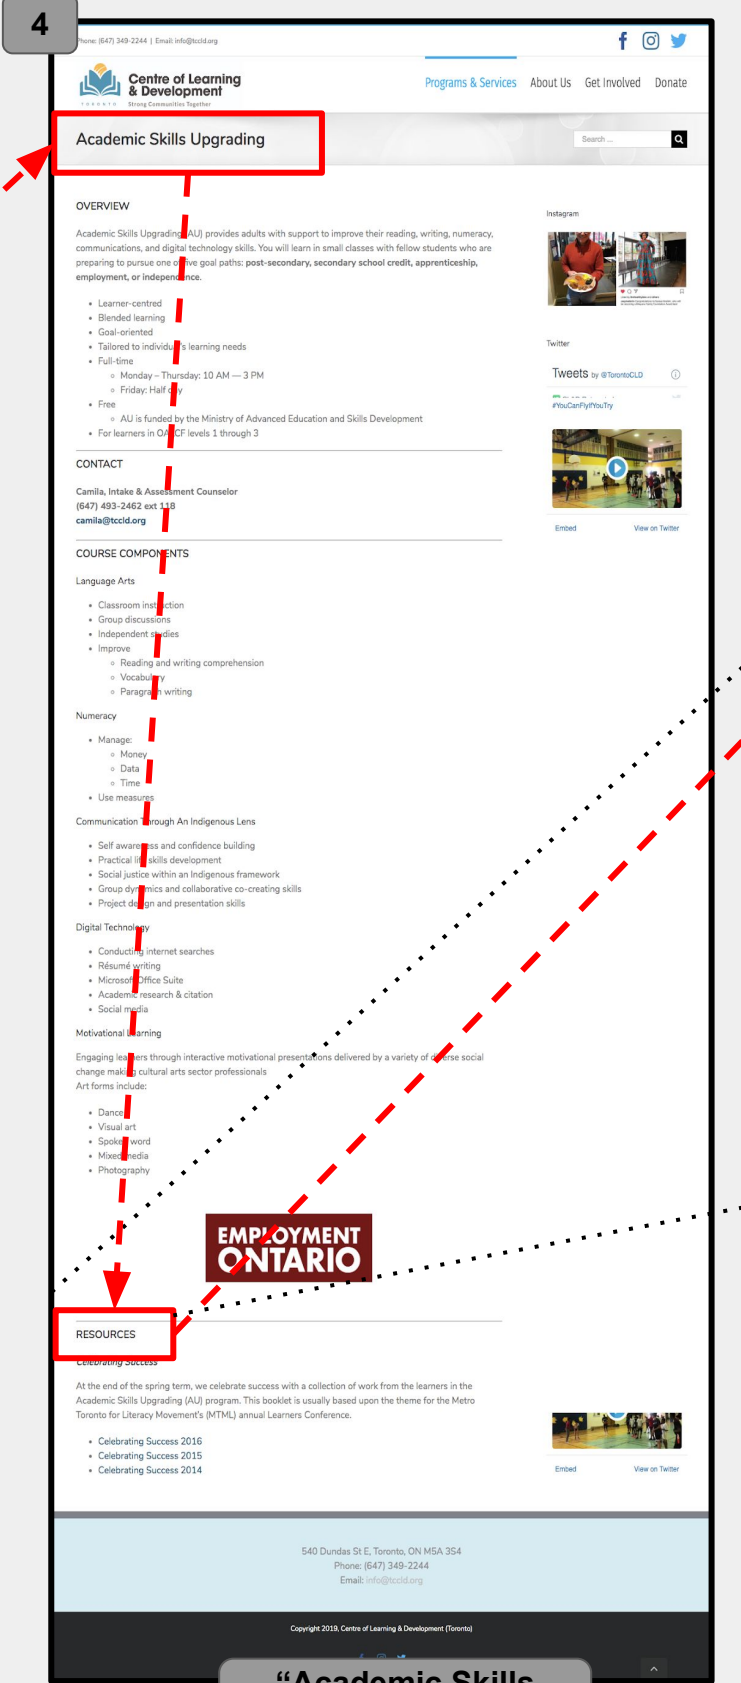 4
Phone: (647) 349-2244 | Email: info@tccld.org
Centre of Learning
& Development
TORONTO Strong Communities Together
Programs & Services About Us Get Involved Donate
Academic Skills Upgrading
Search ...
OVERVIEW
Academic Skills Upgrading (AU) provides adults with support to improve their reading, writing, numeracy,
communications, and digital technology skills. You will learn in small classes with fellow students who are
preparing to pursue one of five goal paths: post-secondary, secondary school credit, apprenticeship,
employment, or independence.
Learner-centred
Blended learning
Goal-oriented
Tailored to individual's learning needs
Full-time
Monday – Thursday: 10 AM — 3 PM
Friday: Half day
Free
AU is funded by the Ministry of Advanced Education and Skills Development
For learners in OALCF levels 1 through 3
CONTACT
Camila, Intake & Assessment Counselor
(647) 493-2462 ext 118
camila@tccld.org
COURSE COMPONENTS
Language Arts
Classroom instruction
Group discussions
Independent studies
Improve
Reading and writing comprehension
Vocabulary
Paragraph writing
Numeracy
Manage:
Money
Data
Time
Use measures
Communication Through An Indigenous Lens
Self awareness and confidence building
Practical life skills development
Social justice within an Indigenous framework
Group dynamics and collaborative co-creating skills
Project design and presentation skills
Digital Technology
Conducting internet searches
Résumé writing
Microsoft Office Suite
Academic research & citation
Social media
Motivational Learning
Engaging learners through interactive motivational presentations delivered by a variety of diverse social
change making cultural arts sector professionals
Art forms include:
Dance
Visual art
Spoken word
Mixed media
Photography
EMPLOYMENT
ONTARIO
RESOURCES
Celebrating Success
At the end of the spring term, we celebrate success with a collection of work from the learners in the
Academic Skills Upgrading (AU) program. This booklet is usually based upon the theme for the Metro
Toronto for Literacy Movement's (MTML) annual Learners Conference.
Celebrating Success 2016
Celebrating Success 2015
Celebrating Success 2014
Instagram
Twitter
Tweets by @TorontoCLD
#YouCanFlyIfYouTry
Embed View on Twitter
Embed View on Twitter
540 Dundas St E, Toronto, ON M5A 3S4
Phone: (647) 349-2244
Email: info@tccld.org
Copyright 2019, Centre of Learning & Development (Toronto)
“Academic Skills